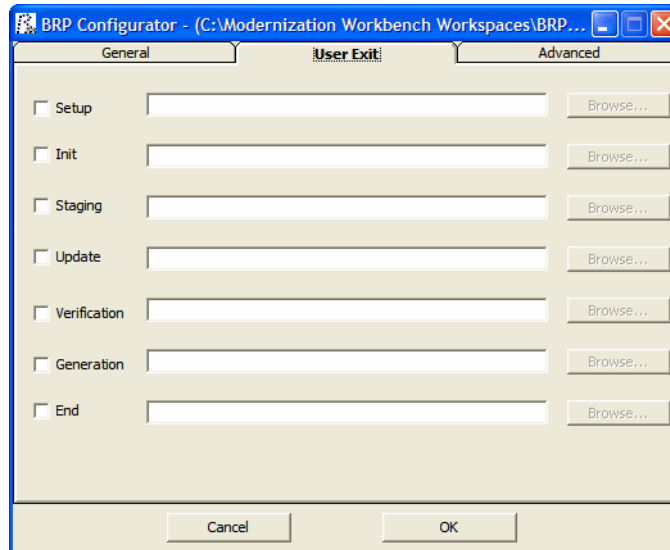 BRP Configurator - (C:\Modernization Workbench Workspaces\BRP...
General User Exit Advanced
Setup Browse...
Init Browse...
Staging Browse...
Update Browse...
Verification Browse...
Generation Browse...
End Browse...
Cancel OK